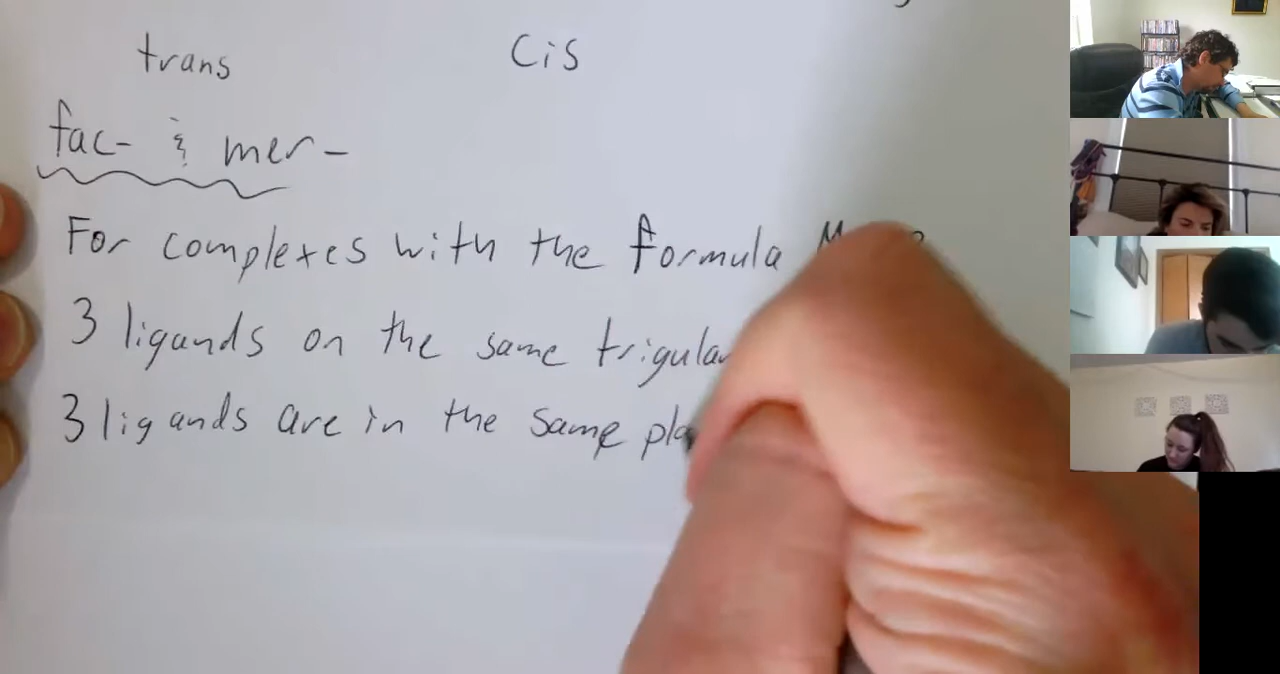 trans cis
fac- & mer-
For complexes with the formula
3 ligands on the same
3 ligands are in the same